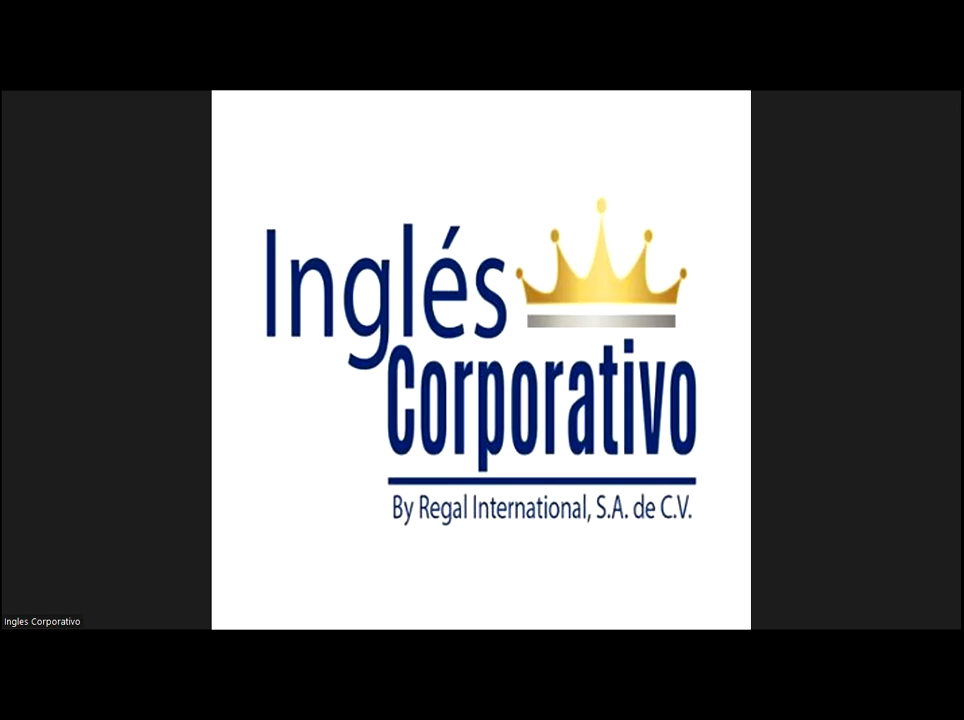 Inglés
Corporativo
By Regal International, S.A. de C.V.
Ingles Corporativo